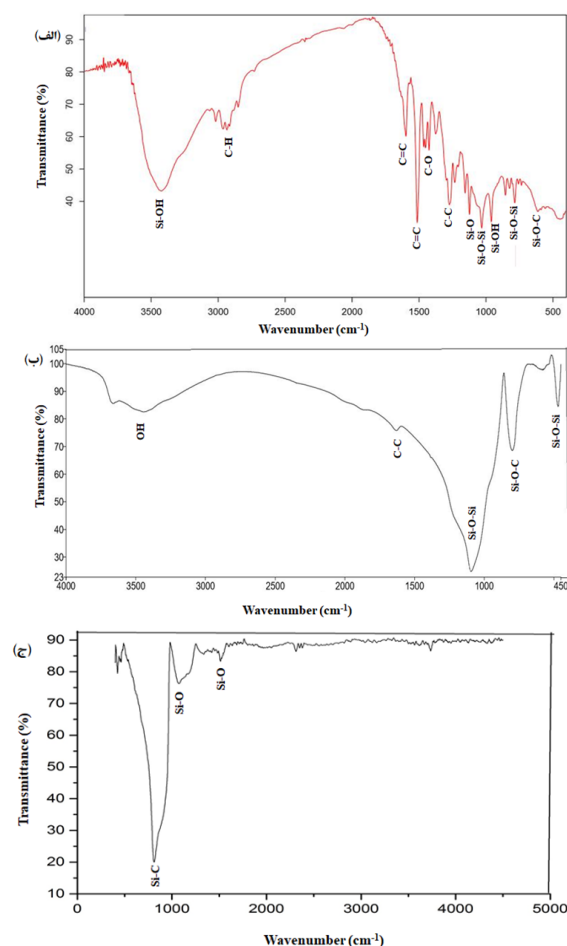 (الف)
90
80
70
60
50
40
Transmittance (%)
Si-OH
C-H
C=C
C=C
C-O
C-C
Si-O
Si-O-Si
Si-OH
Si-O-Si
Si-O-C
4000 3500 3000 2500 2000 1500 1000 500
Wavenumber (cm-1)
(ب)
105
100
90
80
70
60
50
40
30
23
Transmittance (%)
OH
C-C
Si-O-Si
Si-O-C
Si-O-Si
4000 3500 3000 2500 2000 1500 1000 450
Wavenumber (cm-1)
(ج)
90
80
70
60
50
40
30
20
10
Transmittance (%)
Si-C
Si-O
Si-O
0 1000 2000 3000 4000 5000
Wavenumber (cm-1)